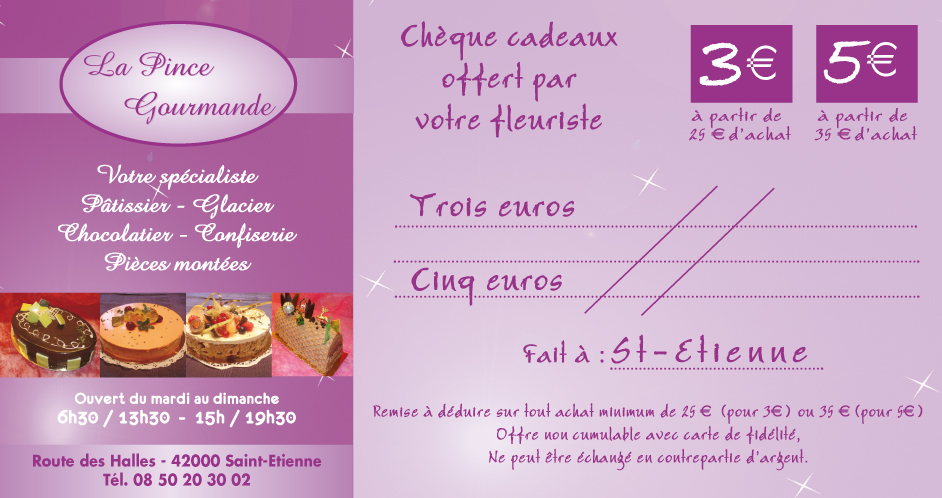 La Pince
Gourmande
Votre spécialiste
Pâtissier - Glacier
Chocolatier - Confiserie
Pièces montées
Ouvert du mardi au dimanche
6h30 / 13h30 - 15h / 19h30
Route des Halles - 42000 Saint-Etienne
Tél. 08 50 20 30 02
Chèque cadeaux
offert par
votre fleuriste
3€
à partir de
25 € d'achat
5€
à partir de
35 € d'achat
Trois euros
Cinq euros
Fait à : St-Etienne
Remise à déduire sur tout achat minimum de 25 € (pour 3€) ou 35 € (pour 5€)
Offre non cumulable avec carte de fidélité,
Ne peut être échangé en contrepartie d'argent.